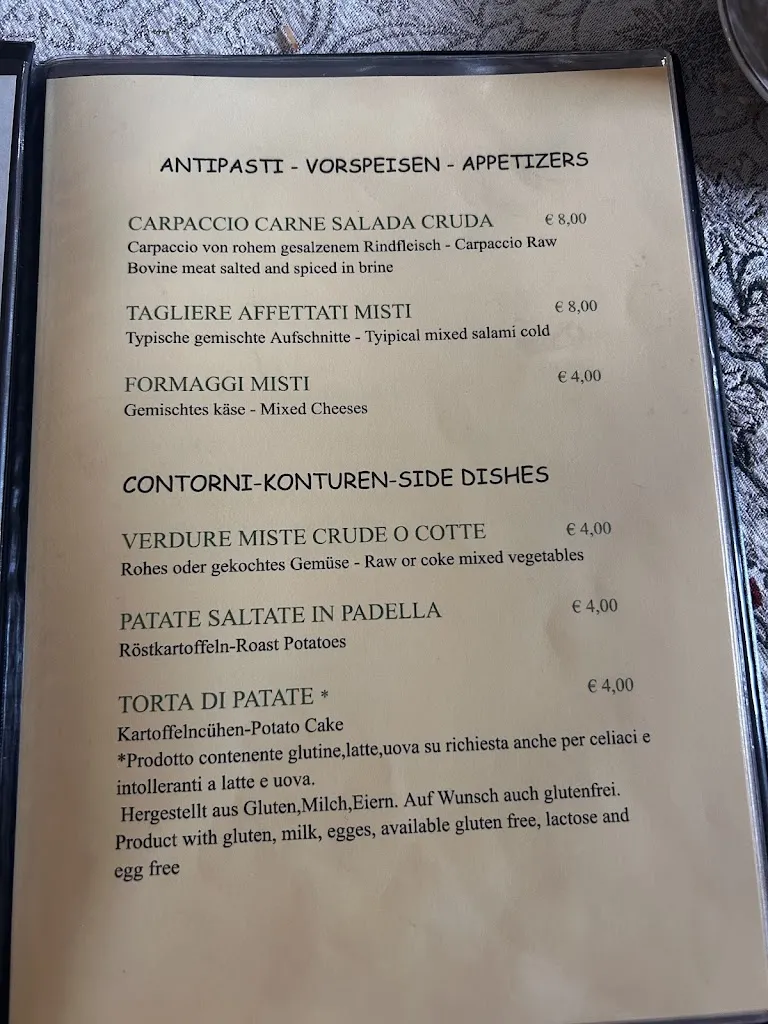 ANTIPASTI - VORSPEISEN - APPETIZERS
CARPACCIO CARNE SALADA CRUDA € 8,00
Carpaccio von rohem gesalzenem Rindfleisch - Carpaccio Raw
Bovine meat salted and spiced in brine
TAGLIERE AFFETTATI MISTI € 8,00
Typische gemischte Aufschnitte - Tyipical mixed salami cold
FORMAGGI MISTI € 4,00
Gemischtes käse - Mixed Cheeses
CONTORNI-KONTUREN-SIDE DISHES
VERDURE MISTE CRUDE O COTTE € 4,00
Rohes oder gekochtes Gemüse - Raw or coke mixed vegetables
PATATE SALTATE IN PADELLA € 4,00
Röstkartoffeln-Roast Potatoes
TORTA DI PATATE * € 4,00
Kartoffelncühen-Potato Cake
*Prodotto contenente glutine,latte,uova su richiesta anche per celiaci e
intolleranti a latte e uova.
Hergestellt aus Gluten,Milch,Eiern. Auf Wunsch auch glutenfrei.
Product with gluten, milk, egges, available gluten free, lactose and
egg free